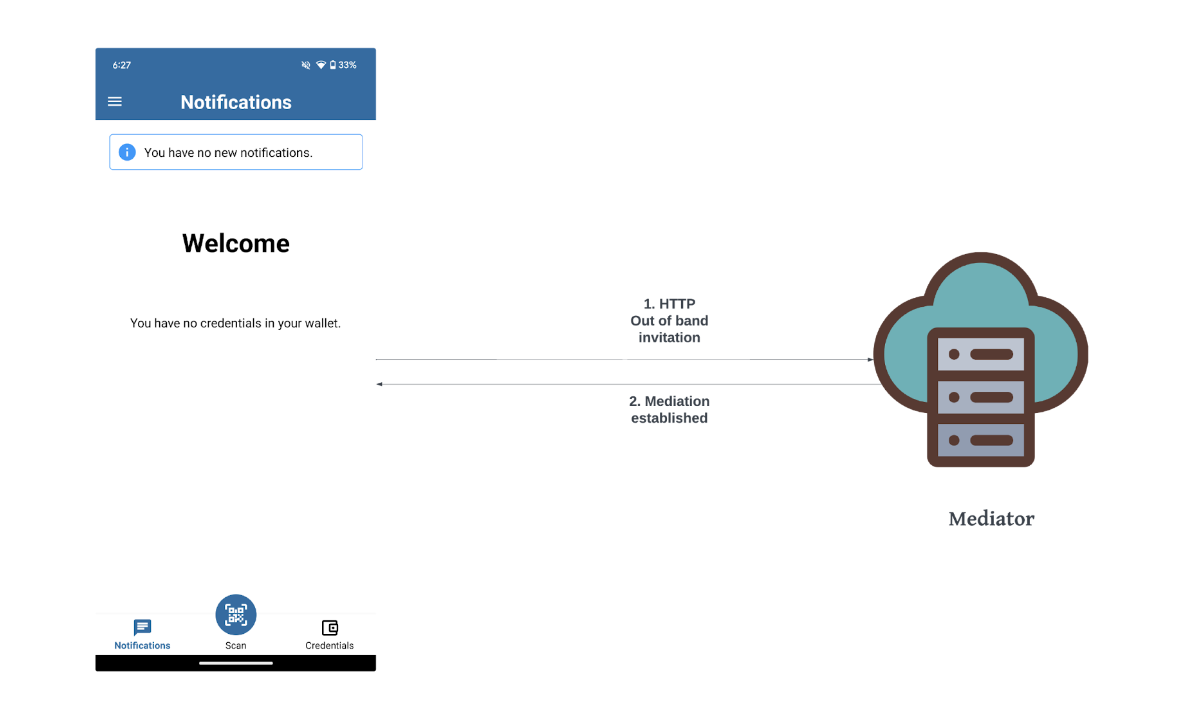 6:27
33%
Notifications
You have no new notifications.
Welcome
You have no credentials in your wallet.
Notifications
Scan
Credentials
1. HTTP
Out of band
invitation
2. Mediation
established
Mediator